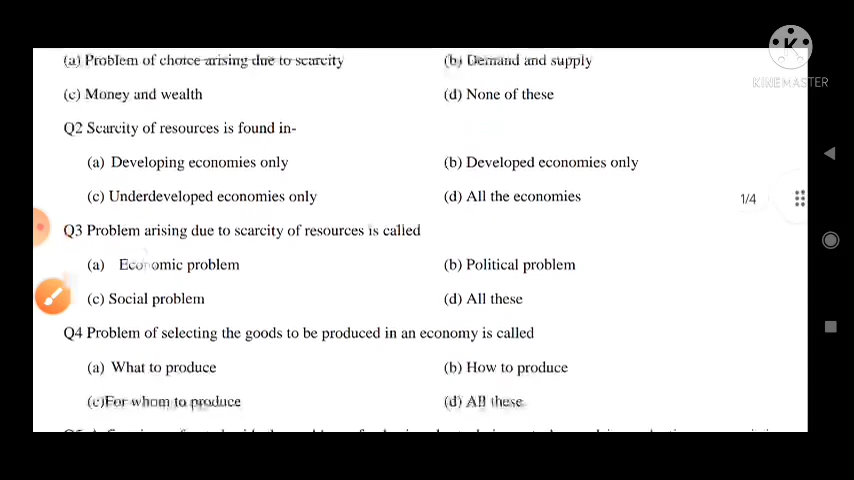 (a) Problem of choice arising due to scarcity (b) Demand and supply
(c) Money and wealth (d) None of these
Q2 Scarcity of resources is found in-
(a) Developing economies only (b) Developed economies only
(c) Underdeveloped economies only (d) All the economies
Q3 Problem arising due to scarcity of resources is called
(a) Economic problem (b) Political problem
(c) Social problem (d) All these
Q4 Problem of selecting the goods to be produced in an economy is called
(a) What to produce (b) How to produce
(c)For whom to produce (d) All these
1/4
K
KINEMASTER